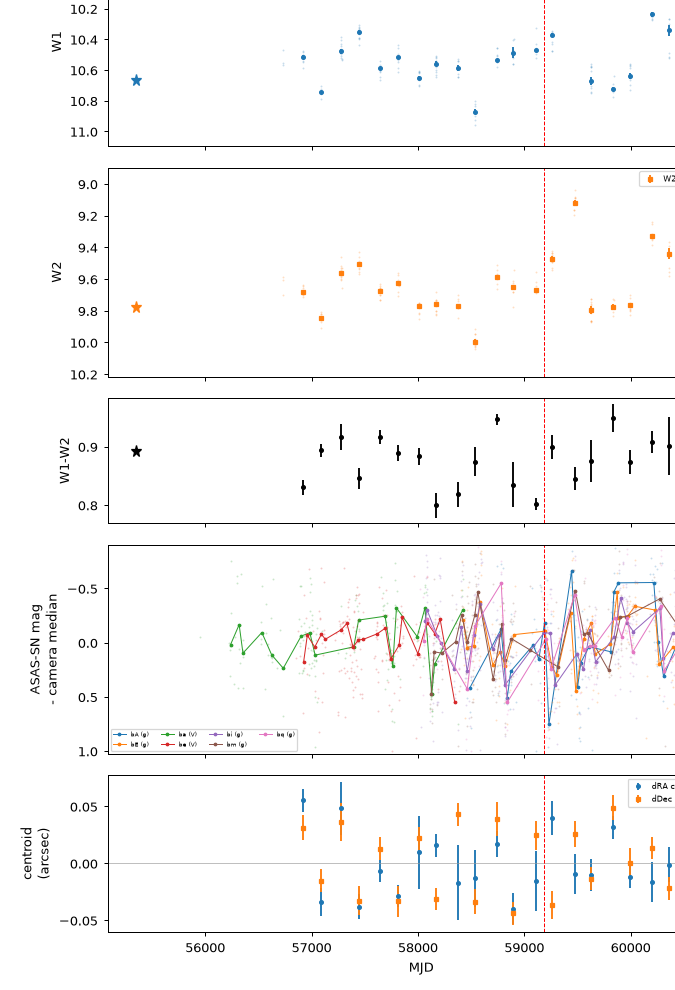 10.2
10.4
10.6
10.8
11.0
W1
9.0
9.2
9.4
9.6
9.8
10.0
10.2
W2
W2
0.9
0.8
W1-W2
−0.5
0.0
0.5
1.0
ASAS-SN mag
- camera median
bA (g)
bE (g)
ba (V)
be (V)
bi (g)
bm (g)
bq (g)
0.05
0.00
−0.05
centroid
(arcsec)
dRA c
dDec
56000
57000
58000
59000
60000
MJD